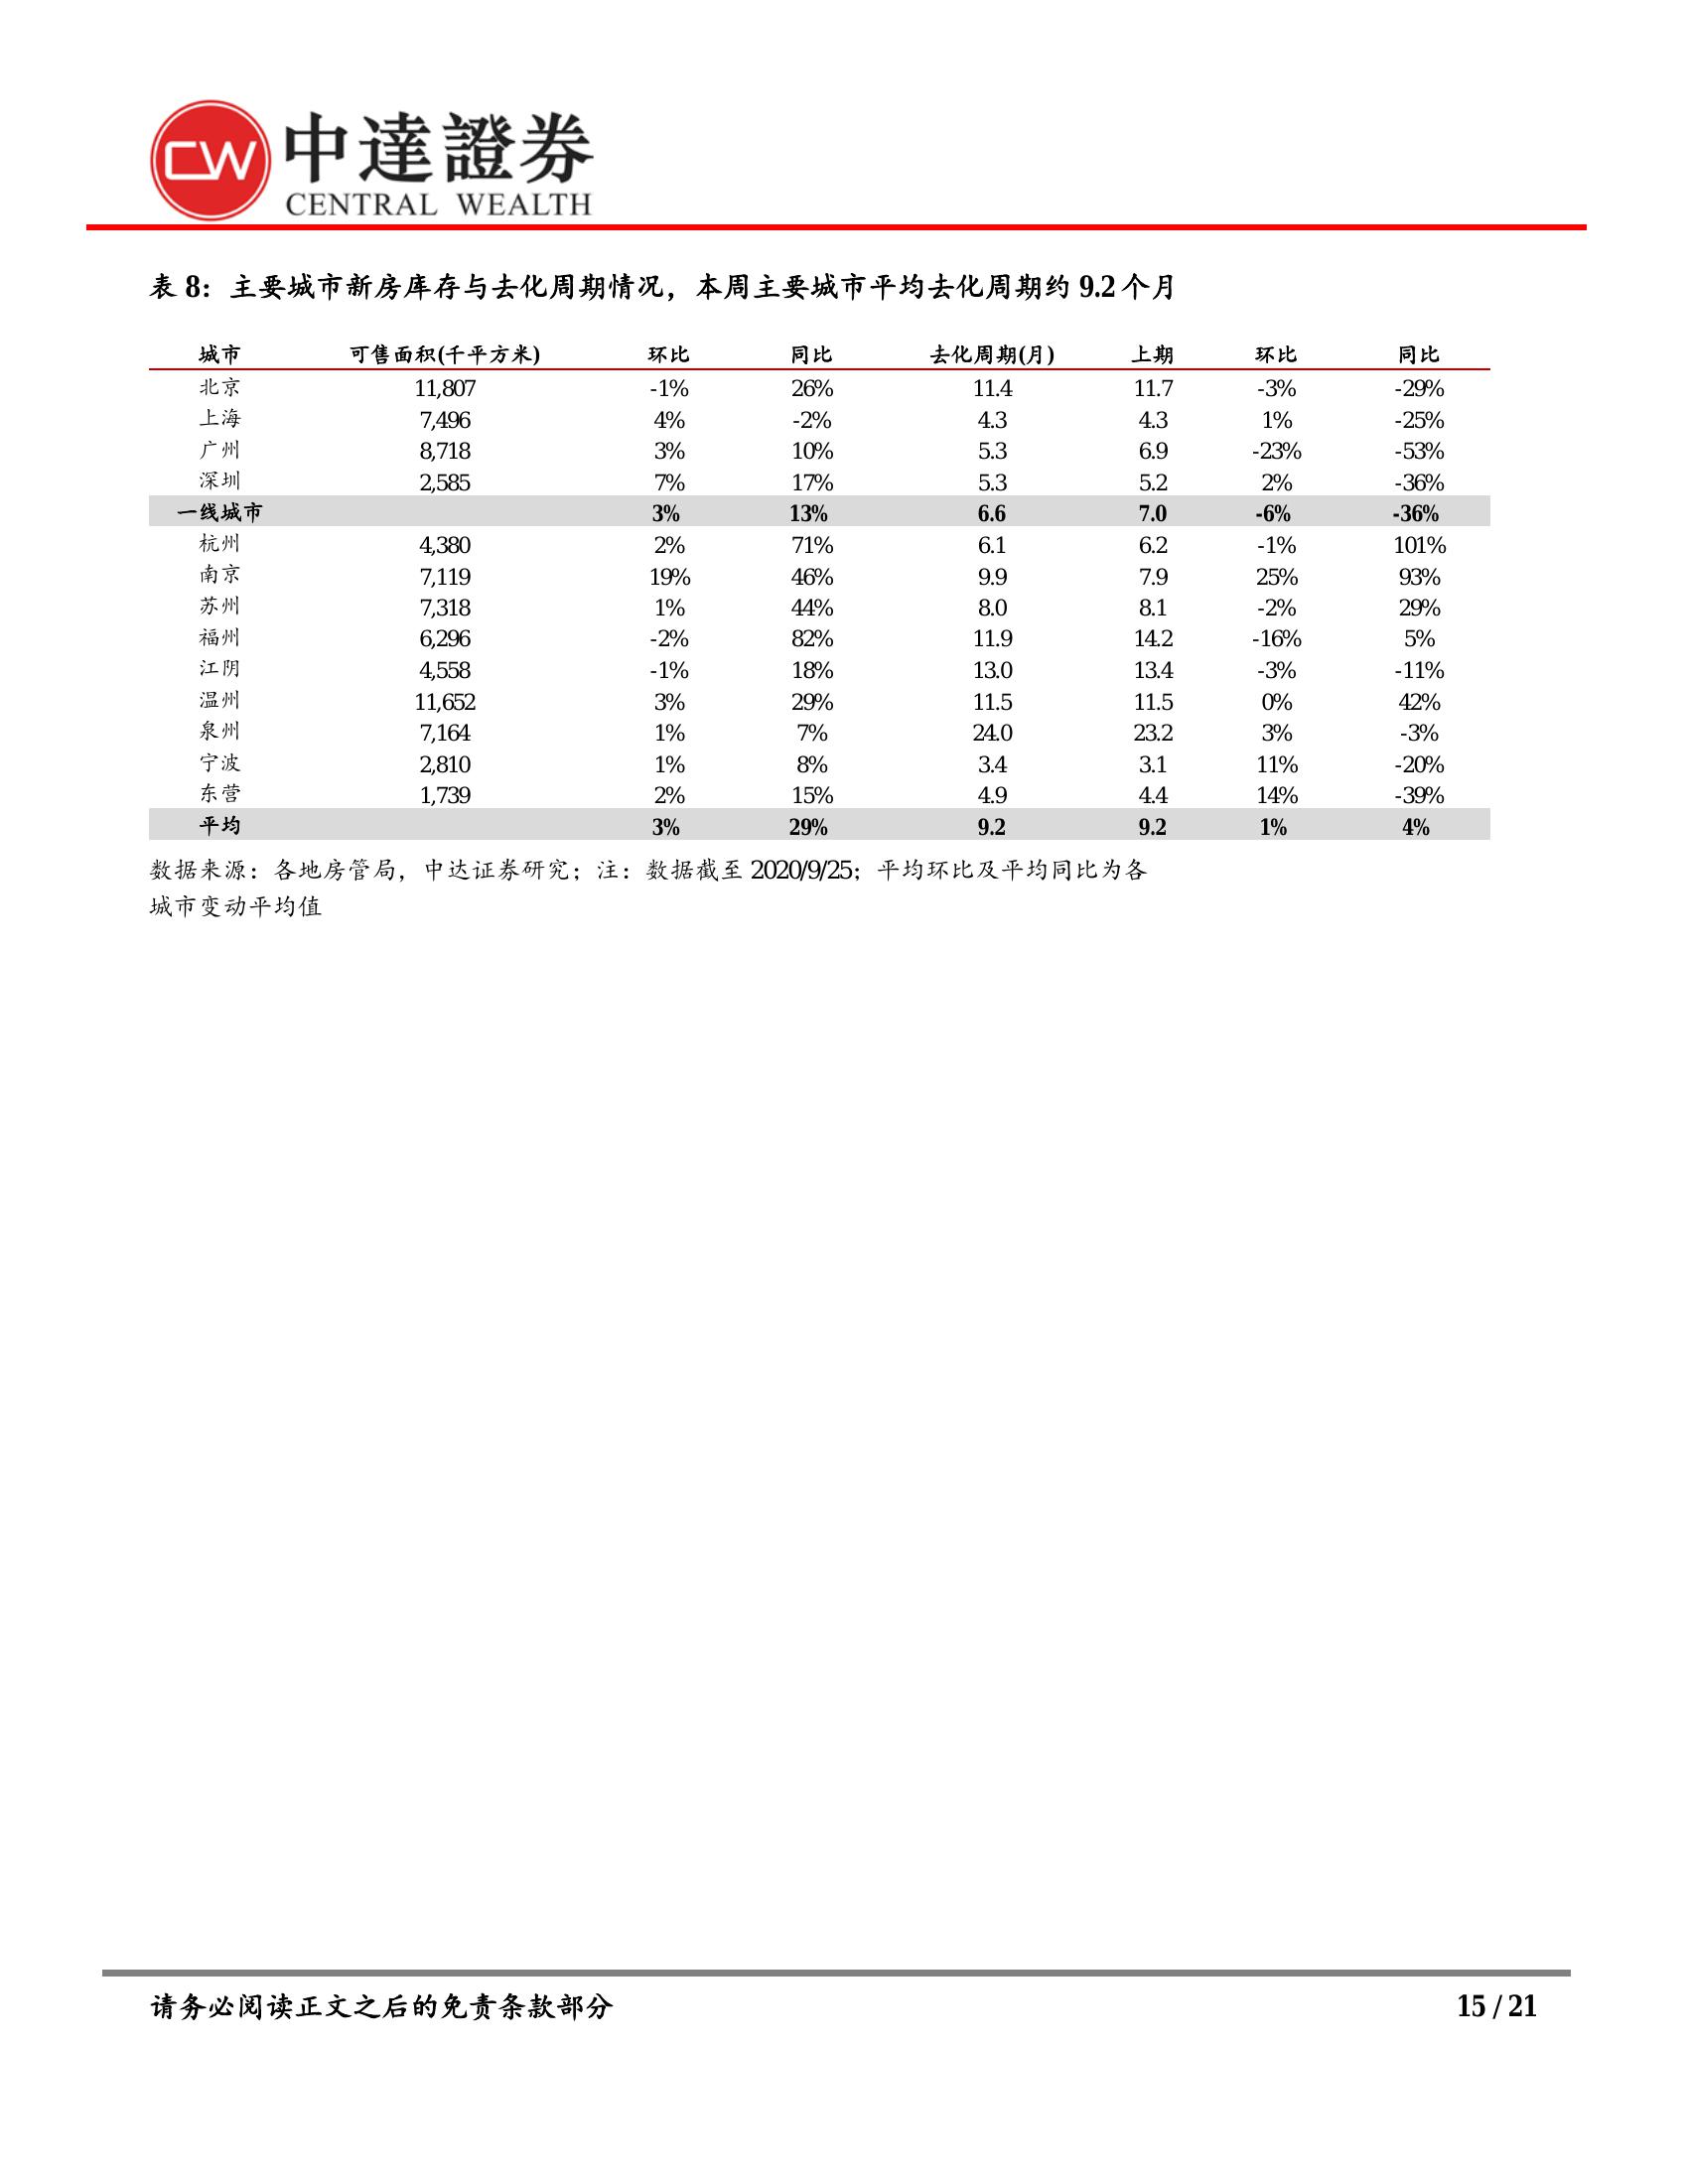 CW 中達證券
CENTRAL WEALTH
表 8：主要城市新房库存与去化周期情况，本周主要城市平均去化周期约 9.2 个月
城市 可售面积(千平方米) 环比 同比 去化周期(月) 上期 环比 同比
北京 11,807 -1% 26% 11.4 11.7 -3% -29%
上海 7,496 4% -2% 4.3 4.3 1% -25%
广州 8,718 3% 10% 5.3 6.9 -23% -53%
深圳 2,585 7% 17% 5.3 5.2 2% -36%
一线城市 3% 13% 6.6 7.0 -6% -36%
杭州 4,380 2% 71% 6.1 6.2 -1% 101%
南京 7,119 19% 46% 9.9 7.9 25% 93%
苏州 7,318 1% 44% 8.0 8.1 -2% 29%
福州 6,296 -2% 82% 11.9 14.2 -16% 5%
江阴 4,558 -1% 18% 13.0 13.4 -3% -11%
温州 11,652 3% 29% 11.5 11.5 0% 42%
泉州 7,164 1% 7% 24.0 23.2 3% -3%
宁波 2,810 1% 8% 3.4 3.1 11% -20%
东营 1,739 2% 15% 4.9 4.4 14% -39%
平均 3% 29% 9.2 9.2 1% 4%
数据来源：各地房管局，中达证券研究；注：数据截至 2020/9/25；平均环比及平均同比为各
城市变动平均值
请务必阅读正文之后的免责条款部分 15 / 21